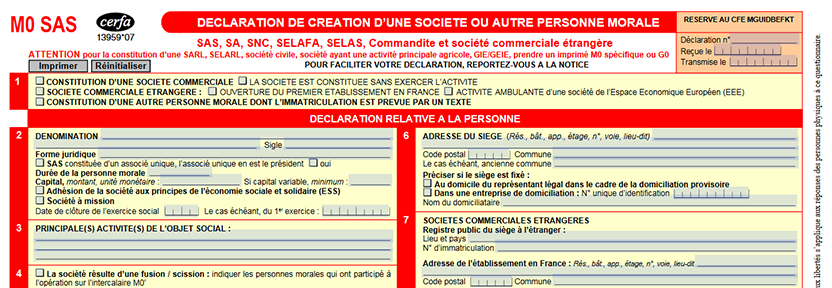 M0 SAS
cerfa
13959*07
DECLARATION DE CREATION D'UNE SOCIETE OU AUTRE PERSONNE MORALE
SAS, SA, SNC, SELAFA, SELAS, Commandite et société commerciale étrangère
RESERVE AU CFE MGUIDBEFKT
Déclaration n°
Reçue le
Transmise le
ATTENTION pour la constitution d'une SARL, SELARL, société civile, société ayant une activité principale agricole, GIE/GEIE, prendre un imprimé M0 spécifique ou G0
Imprimer Réinitialiser POUR FACILITER VOTRE DECLARATION, REPORTEZ-VOUS A LA NOTICE
1 CONSTITUTION D'UNE SOCIETE COMMERCIALE LA SOCIETE EST CONSTITUEE SANS EXERCER L'ACTIVITE
SOCIETE COMMERCIALE ETRANGERE : OUVERTURE DU PREMIER ETABLISSEMENT EN FRANCE ACTIVITE AMBULANTE d'une société de l'Espace Economique Européen (EEE)
CONSTITUTION D'UNE AUTRE PERSONNE MORALE DONT L'IMMATRICULATION EST PREVUE PAR UN TEXTE
DECLARATION RELATIVE A LA PERSONNE
2 DENOMINATION
Sigle
Forme juridique
SAS constituée d'un associé unique, l'associé unique en est le président oui
Durée de la personne morale
Capital, montant, unité monétaire : Si capital variable, minimum :
Adhésion de la société aux principes de l'économie sociale et solidaire (ESS)
Société à mission
Date de clôture de l'exercice social Le cas échéant, du 1er exercice :
3 PRINCIPALE(S) ACTIVITE(S) DE L'OBJET SOCIAL :
4 La société résulte d'une fusion / scission : indiquer les personnes morales qui ont participé à
l'opération sur l'intercalaire M0'
6 ADRESSE DU SIEGE (Rés., bât., app., étage, n°, voie, lieu-dit)
Code postal Commune
Le cas échéant, ancienne commune
Préciser si le siège est fixé :
Au domicile du représentant légal dans le cadre de la domiciliation provisoire
Dans une entreprise de domiciliation : N° unique d'identification
Nom du domiciliataire
7 SOCIETES COMMERCIALES ETRANGERES
Registre public du siège à l'étranger :
Lieu et pays
N° d'immatriculation
Adresse de l'établissement en France : Rés., bât., app., étage, n°, voie, lieu-dit
Code postal Commune
ux libertés s'applique aux réponses des personnes physiques à ce questionnaire.